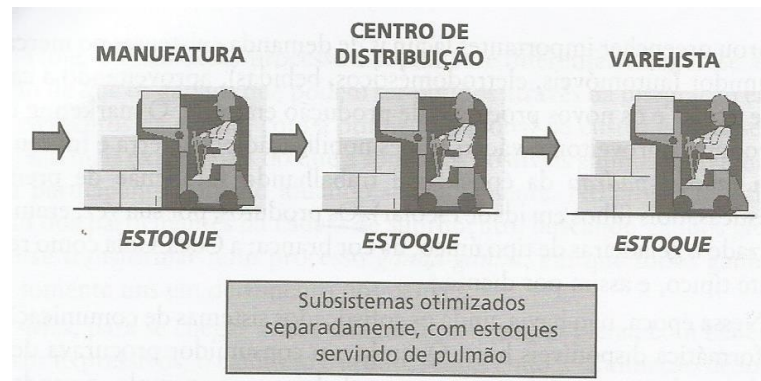 MANUFATURA
CENTRO DE
DISTRIBUIÇÃO
VAREJISTA
ESTOQUE
ESTOQUE
ESTOQUE
Subsistemas otimizados
separadamente, com estoques
servindo de pulmão